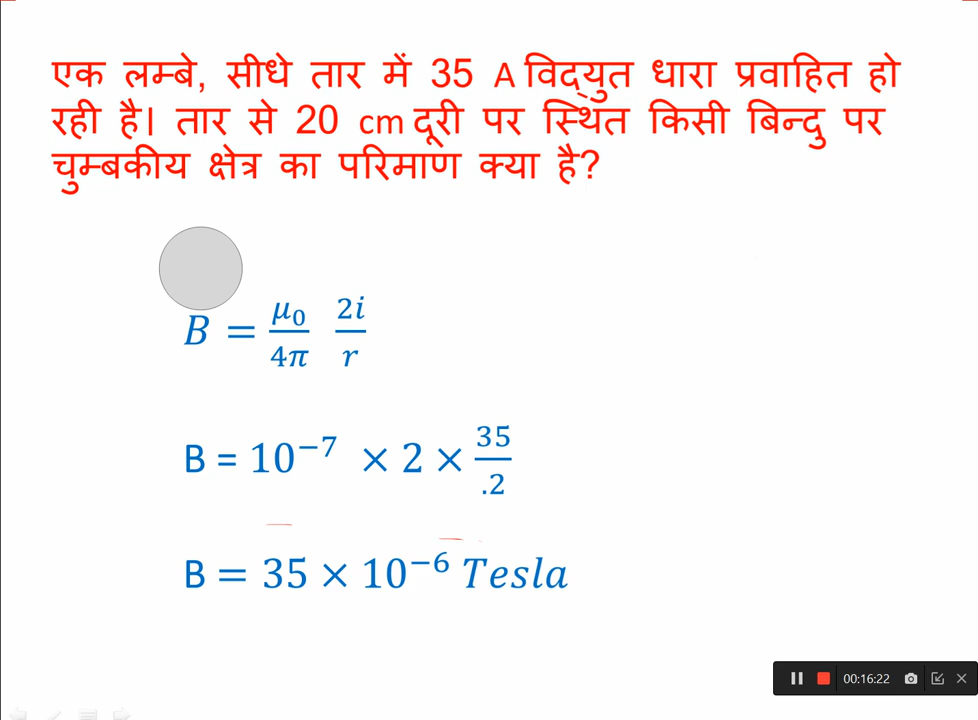 एक लम्बे, सीधे तार में 35 A विद्युत धारा प्रवाहित हो
रही है। तार से 20 cm दूरी पर स्थित किसी बिन्दु पर
चुम्बकीय क्षेत्र का परिमाण क्या है?
B = μ₀/4π 2i/r
B = 10⁻⁷ × 2 × 35/.2
B = 35 × 10⁻⁶ Tesla
00:16:22